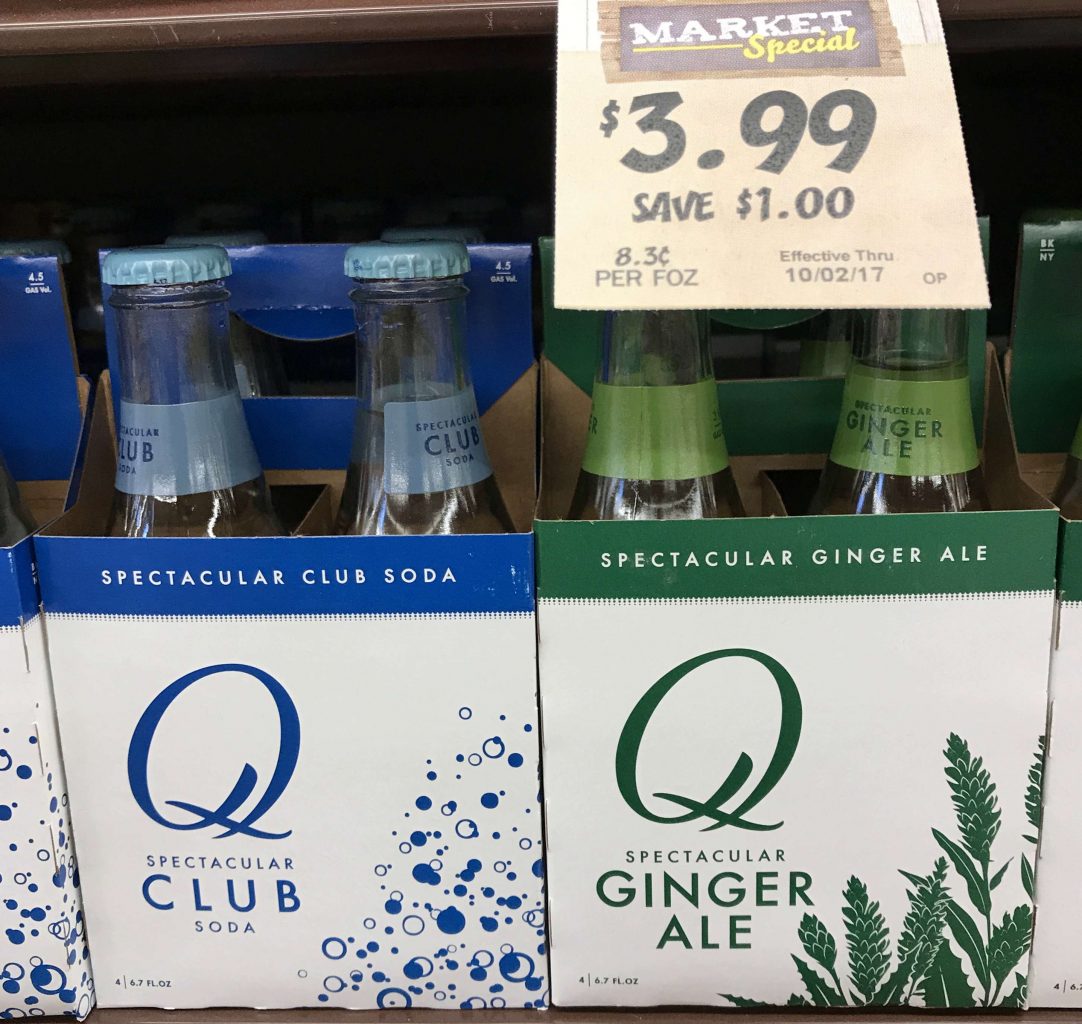 MARKET
Special
$3.99
SAVE $1.00
8.3¢
PER FOZ
Effective Thru
10/02/17
OP
4.5
GAS Vol.
4.5
GAS Vol.
BK
NY
SPECTACULAR
CLUB
SODA
SPECTACULAR
GINGER
ALE
SPECTACULAR CLUB SODA
Q
SPECTACULAR
CLUB
SODA
4 | 6.7 FL.OZ
SPECTACULAR GINGER ALE
Q
SPECTACULAR
GINGER
ALE
4 | 6.7 FL.OZ